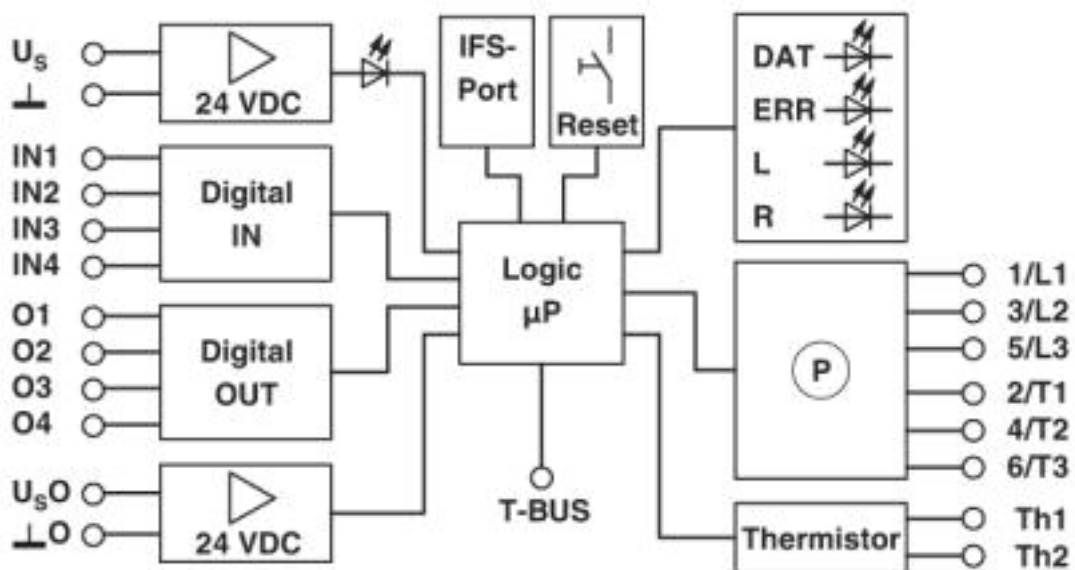 U_S
⊥
24 VDC
IN1
IN2
IN3
IN4
Digital
IN
O1
O2
O3
O4
Digital
OUT
U_SO
⊥O
24 VDC
IFS-
Port
Reset
Logic
µP
T-BUS
DAT
ERR
L
R
P
1/L1
3/L2
5/L3
2/T1
4/T2
6/T3
Thermistor
Th1
Th2